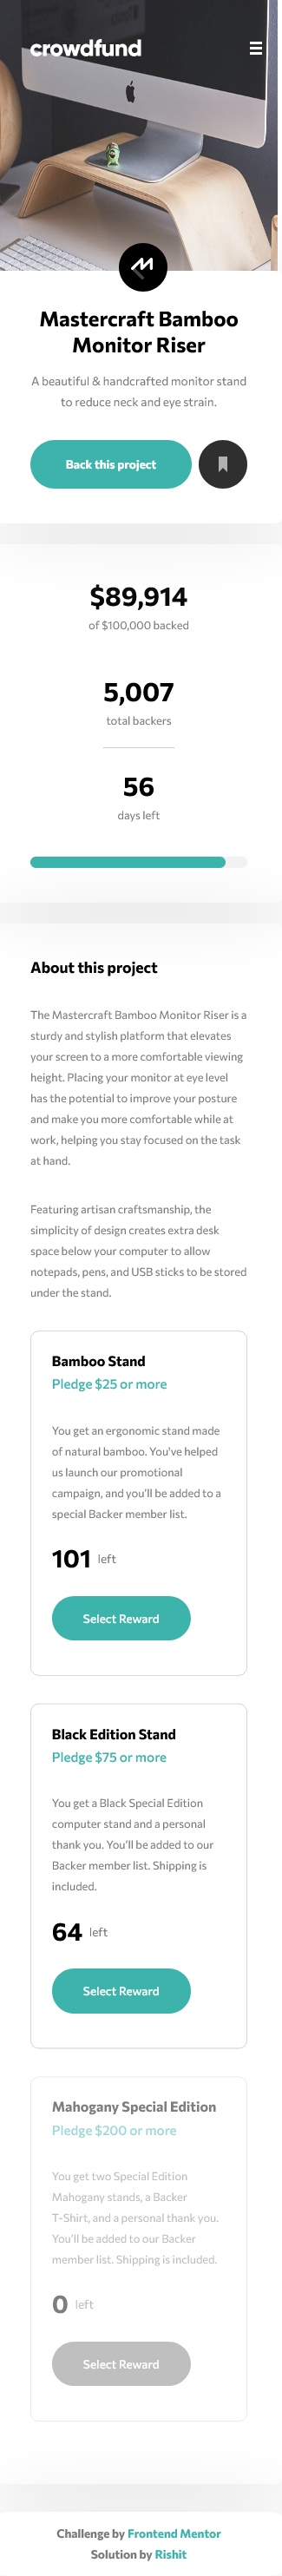 crowdfund
Mastercraft Bamboo
Monitor Riser
A beautiful & handcrafted monitor stand
to reduce neck and eye strain.
Back this project
$89,914
of $100,000 backed
5,007
total backers
56
days left
About this project
The Mastercraft Bamboo Monitor Riser is a
sturdy and stylish platform that elevates
your screen to a more comfortable viewing
height. Placing your monitor at eye level
has the potential to improve your posture
and make you more comfortable while at
work, helping you stay focused on the task
at hand.
Featuring artisan craftsmanship, the
simplicity of design creates extra desk
space below your computer to allow
notepads, pens, and USB sticks to be stored
under the stand.
Bamboo Stand
Pledge $25 or more
You get an ergonomic stand made
of natural bamboo. You've helped
us launch our promotional
campaign, and you'll be added to a
special Backer member list.
101 left
Select Reward
Black Edition Stand
Pledge $75 or more
You get a Black Special Edition
computer stand and a personal
thank you. You'll be added to our
Backer member list. Shipping is
included.
64 left
Select Reward
Mahogany Special Edition
Pledge $200 or more
You get two Special Edition
Mahogany stands, a Backer
T-Shirt, and a personal thank you.
You'll be added to our Backer
member list. Shipping is included.
0 left
Select Reward
Challenge by Frontend Mentor
Solution by Rishit